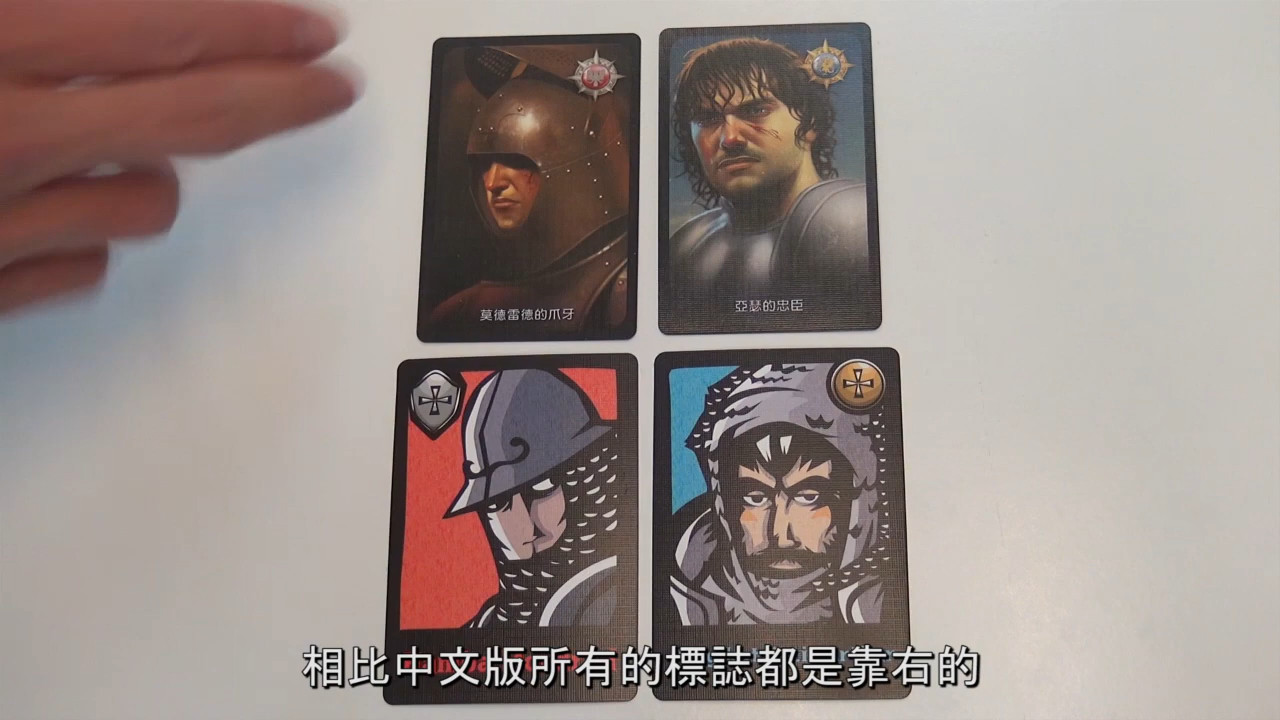 莫德雷德的爪牙
亞瑟的忠臣
相比中文版所有的標誌都是靠右的